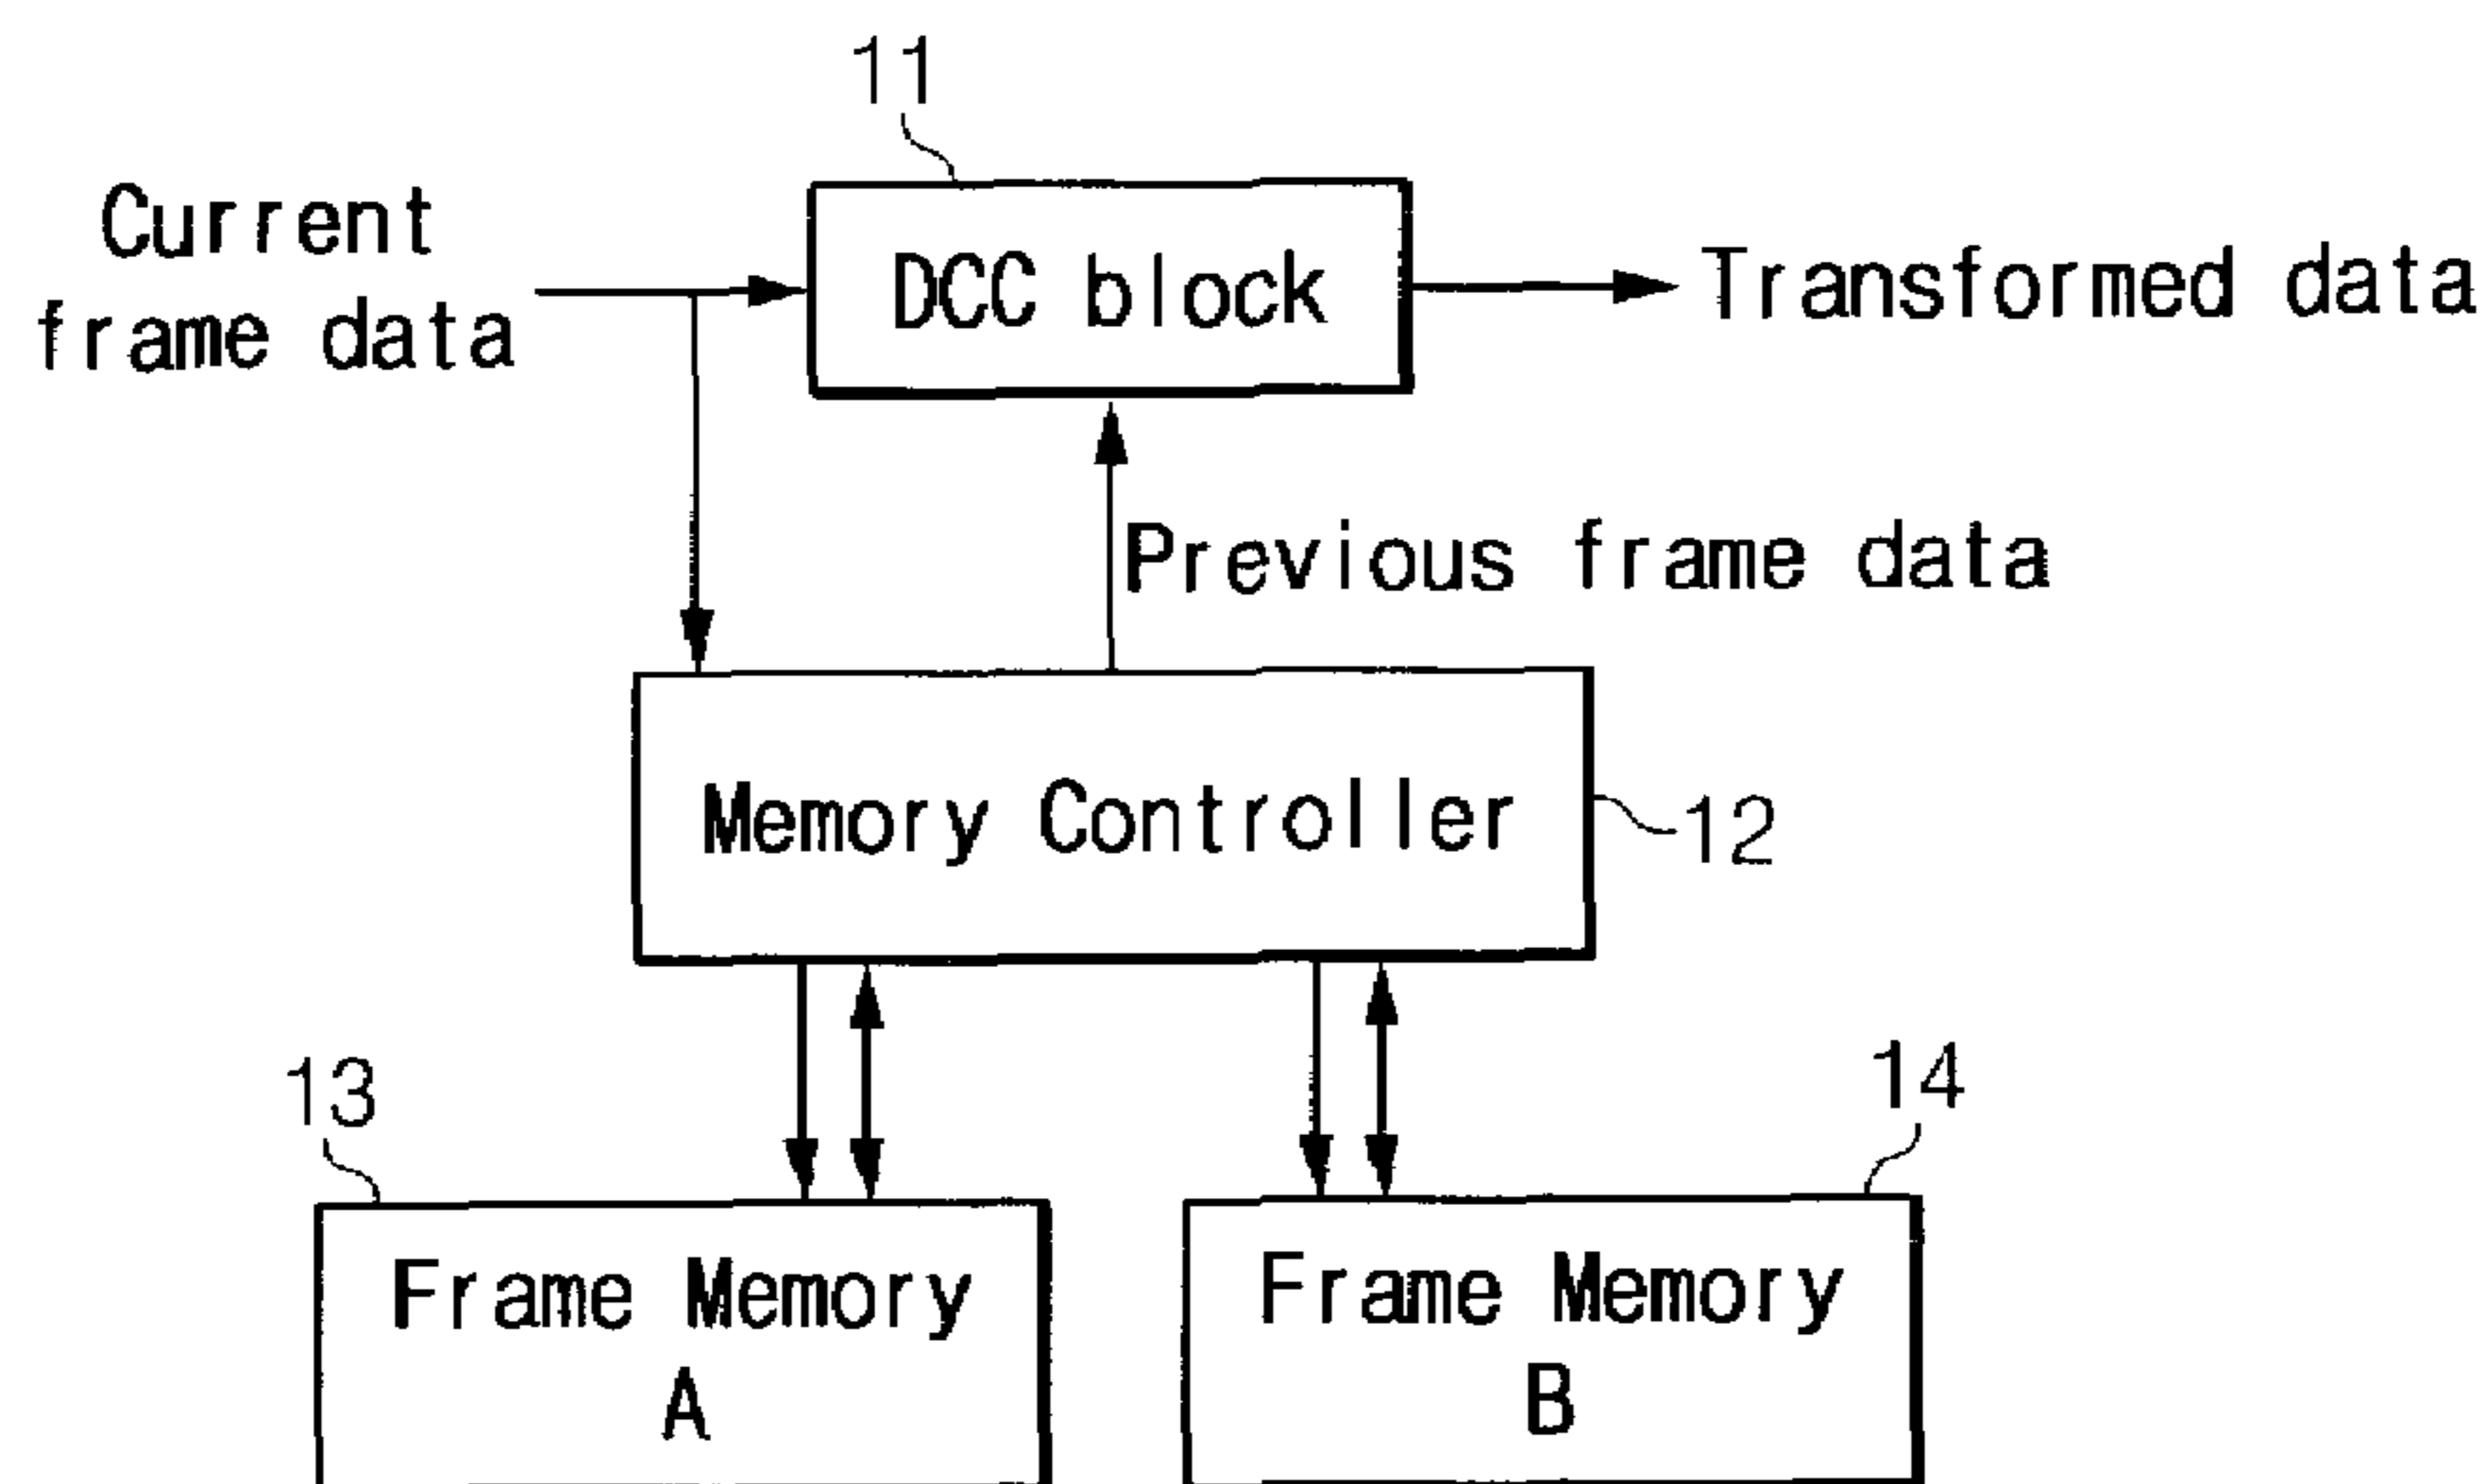 11
Current
frame data
DCC block
Transformed data
Previous frame data
Memory Controller
12
13
14
Frame Memory
A
Frame Memory
B